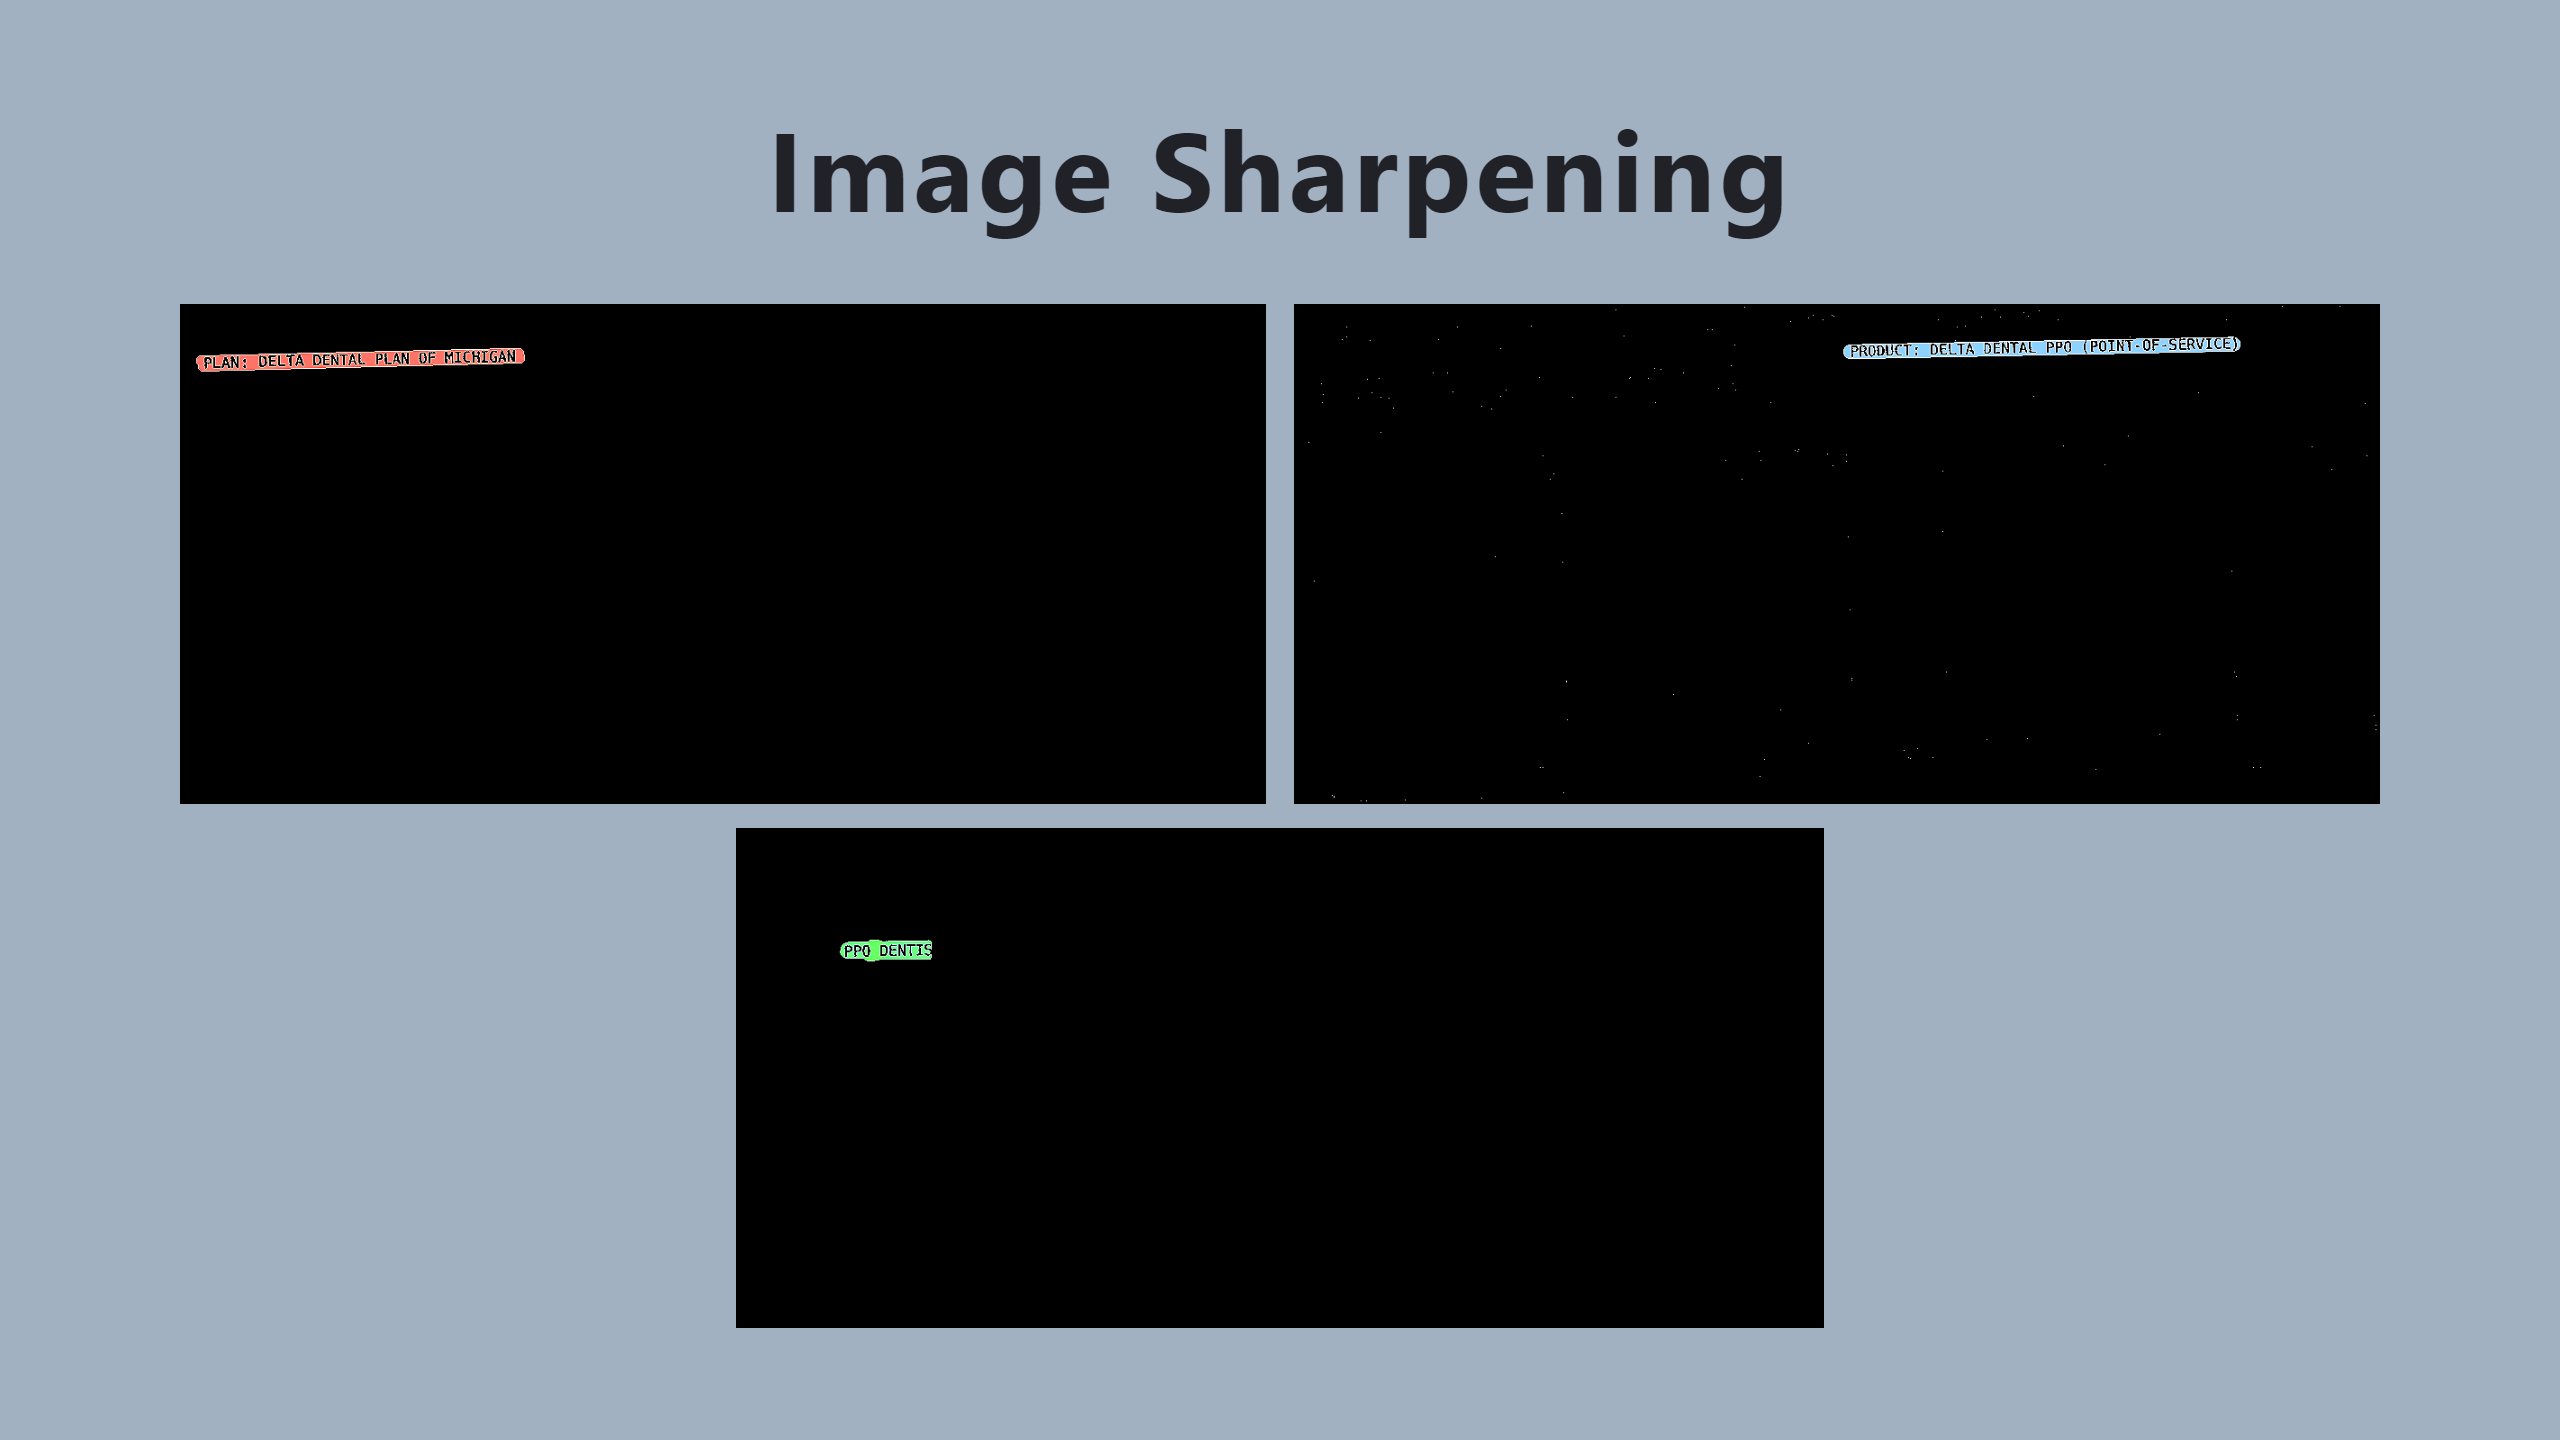 Image Sharpening
PLAN: DELTA DENTAL PLAN OF MICHIGAN
PRODUCT: DELTA DENTAL PPO (POINT-OF-SERVICE)
PPO DENTIS